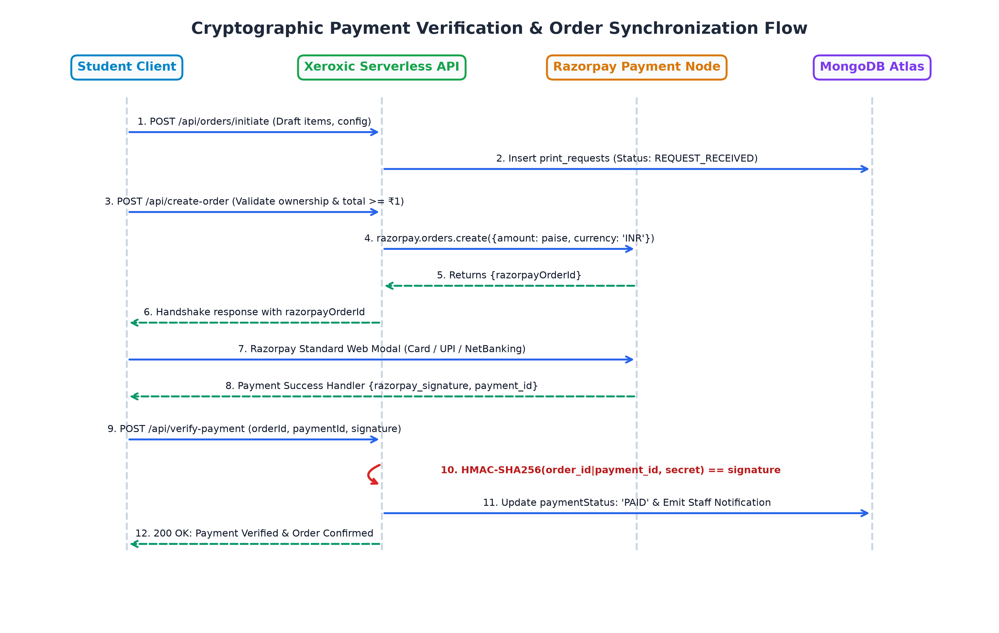 Cryptographic Payment Verification & Order Synchronization Flow
Student Client
Xeroxic Serverless API
Razorpay Payment Node
MongoDB Atlas
1. POST /api/orders/initiate (Draft items, config)
2. Insert print_requests (Status: REQUEST_RECEIVED)
3. POST /api/create-order (Validate ownership & total >= ₹1)
4. razorpay.orders.create({amount: paise, currency: 'INR'})
5. Returns {razorpayOrderId}
6. Handshake response with razorpayOrderId
7. Razorpay Standard Web Modal (Card / UPI / NetBanking)
8. Payment Success Handler {razorpay_signature, payment_id}
9. POST /api/verify-payment (orderId, paymentId, signature)
10. HMAC-SHA256(order_id|payment_id, secret) == signature
11. Update paymentStatus: 'PAID' & Emit Staff Notification
12. 200 OK: Payment Verified & Order Confirmed